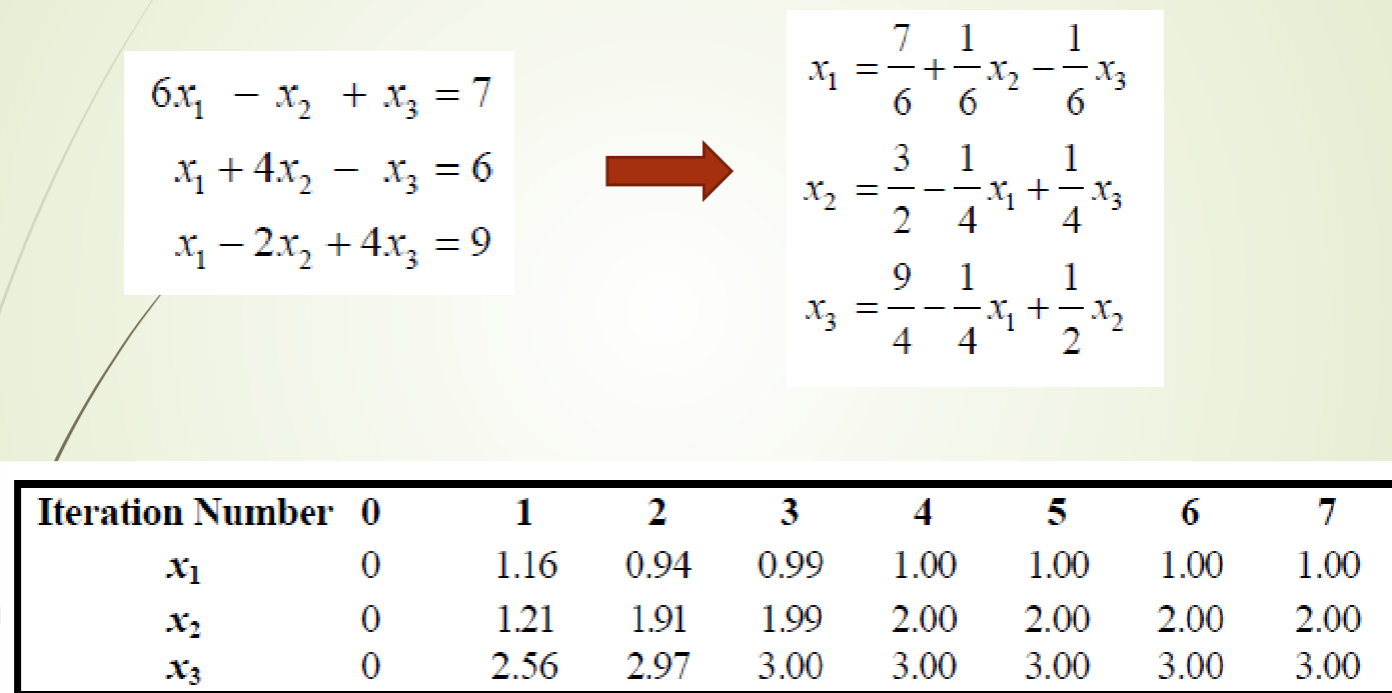 6x₁ − x₂ + x₃ = 7
x₁ + 4x₂ − x₃ = 6
x₁ − 2x₂ + 4x₃ = 9
x₁ = 7/6 + 1/6 x₂ − 1/6 x₃
x₂ = 3/2 − 1/4 x₁ + 1/4 x₃
x₃ = 9/4 − 1/4 x₁ + 1/2 x₂
Iteration Number 0 1 2 3 4 5 6 7
x₁ 0 1.16 0.94 0.99 1.00 1.00 1.00 1.00
x₂ 0 1.21 1.91 1.99 2.00 2.00 2.00 2.00
x₃ 0 2.56 2.97 3.00 3.00 3.00 3.00 3.00